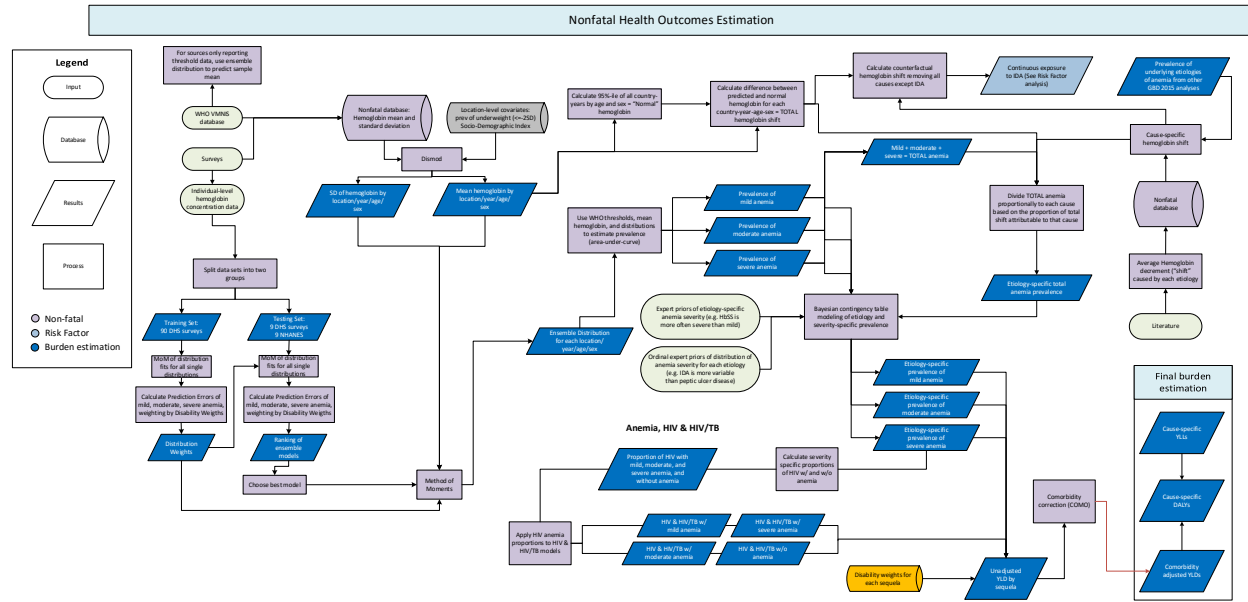 Nonfatal Health Outcomes Estimation
Legend
Input
Database
Results
Process
Non-fatal
Risk Factor
Burden estimation
For sources only reporting
threshold data, use ensemble
distribution to predict sample
mean
WHO VMNIS
database
Surveys
Individual-level
hemoglobin
concentration data
Split data sets into two
groups
Training Set:
90 DHS surveys
Testing Set:
9 DHS surveys
9 NHANES
MoM of distribution
fits for all single
distributions
MoM of distribution
fits for all single
distributions
Calculate Prediction Errors of
mild, moderate, severe anemia,
weighting by Disability Weigths
Calculate Prediction Errors of
mild, moderate, severe anemia,
weighting by Disability Weigths
Distribution
Weights
Ranking of
ensemble
models
Choose best model
Nonfatal database:
Hemoglobin mean and
standard deviation
Location-level covariates:
prev of underweight (<=-2SD)
Socio-Demographic Index
Dismod
SD of hemoglobin by
location/year/age/
sex
Mean hemoglobin by
location/year/age/
sex
Method of
Moments
Ensemble Distribution
for each location/
year/age/sex
Calculate 95%-ile of all country-
years by age and sex = "Normal"
hemoglobin
Calculate difference between
predicted and normal
hemoglobin for each
country-year-age-sex = TOTAL
hemoglobin shift
Calculate counterfactual
hemoglobin shift removing all
causes except IDA
Continuous exposure
to IDA (See Risk factor
analysis)
Prevalence of
underlying etiologies
of anemia from other
GBD 2015 analyses
Cause-specific
hemoglobin shift
Nonfatal
database
Average Hemoglobin
decrement ("shift"
caused by each etiology
Literature
Use WHO thresholds, mean
hemoglobin, and distributions
to estimate prevalence
(area-under-curve)
Prevalence of
mild anemia
Prevalence of
moderate anemia
Prevalence of
severe anemia
Mild + moderate +
severe = TOTAL anemia
Divide TOTAL anemia
proportionally to each cause
based on the proportion of total
shift attributable to that cause
Etiology-specific total
anemia prevalence
Expert priors of etiology-specific
anemia severity (e.g. HbSS is
more often severe than mild)
Ordinal expert priors of distribution of
anemia severity for each etiology
(e.g. IDA is more variable
than peptic ulcer disease)
Bayesian contingency table
modeling of etiology and
severity-specific prevalence
Etiology-specific
prevalence of
mild anemia
Etiology-specific
prevalence of
moderate anemia
Etiology-specific
prevalence of
severe anemia
Anemia, HIV & HIV/TB
Proportion of HIV with
mild, moderate, and
severe anemia, and
without anemia
Calculate severity
specific proportions
of HIV w/ and w/o
anemia
Apply HIV anemia
proportions to HIV &
HIV/TB models
HIV & HIV/TB w/
mild anemia
HIV & HIV/TB w/
severe anemia
HIV & HIV/TB w/
moderate anemia
HIV & HIV/TB w/o
anemia
Disability weights for
each sequela
Unadjusted
YLD by
sequela
Comorbidity
correction (COMO)
Final burden
estimation
Cause-specific
YLLs
Cause-specific
DALYs
Comorbidity
adjusted YLDs